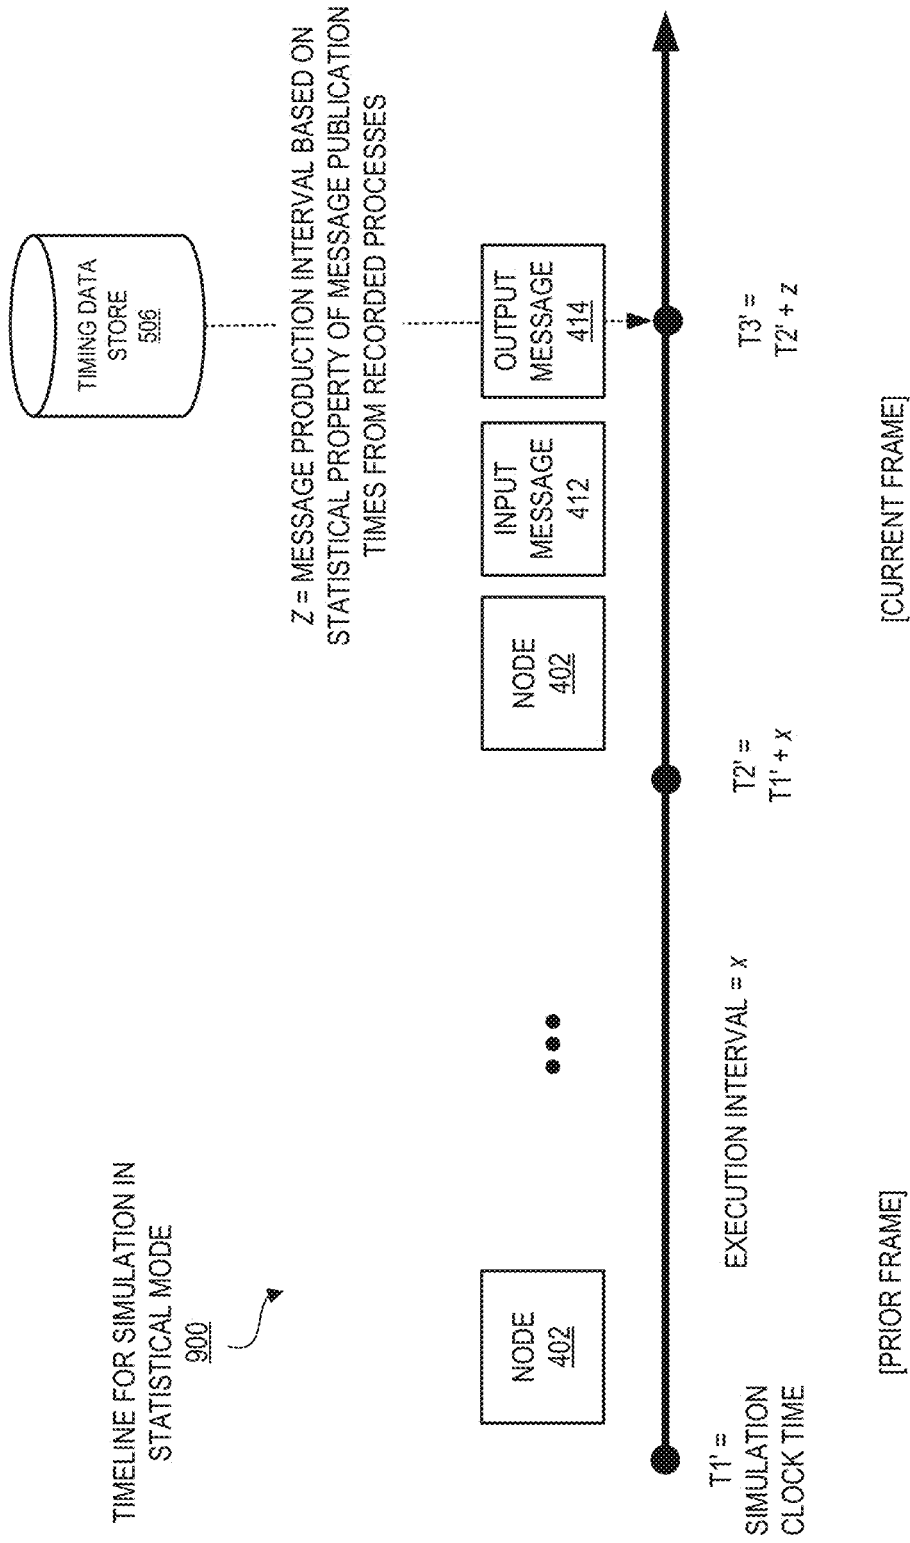 TIMELINE FOR SIMULATION IN
STATISTICAL MODE
900
TIMING DATA
STORE
506
Z = MESSAGE PRODUCTION INTERVAL BASED ON
STATISTICAL PROPERTY OF MESSAGE PUBLICATION
TIMES FROM RECORDED PROCESSES
NODE
402
NODE
402
INPUT
MESSAGE
412
OUTPUT
MESSAGE
414
T1' =
SIMULATION
CLOCK TIME
EXECUTION INTERVAL = x
T2' =
T1' + x
T3' =
T2' + z
[PRIOR FRAME]
[CURRENT FRAME]